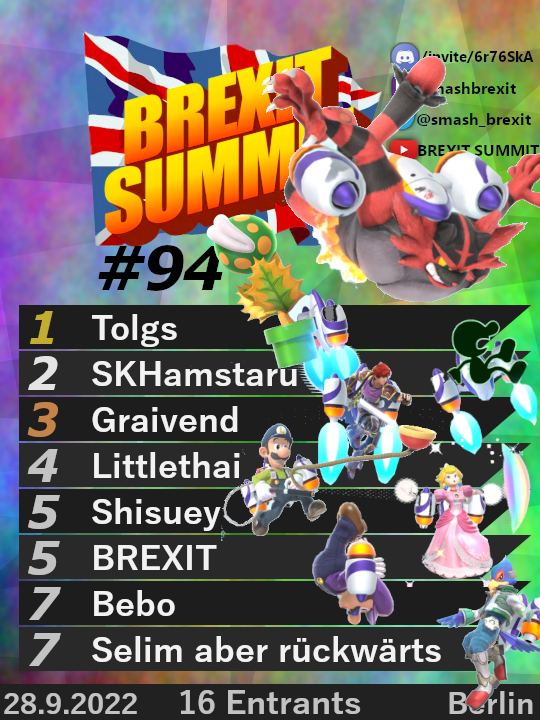 BREXIT
SUMMI
#94
/invite/6r76SkA
mashbrexit
@smash_brexit
BREXIT SUMMIT
1 Tolgs
2 SKHamstaru
3 Graivend
4 Littlethai
5 Shisuey
5 BREXIT
7 Bebo
7 Selim aber rückwärts
28.9.2022 16 Entrants Berlin